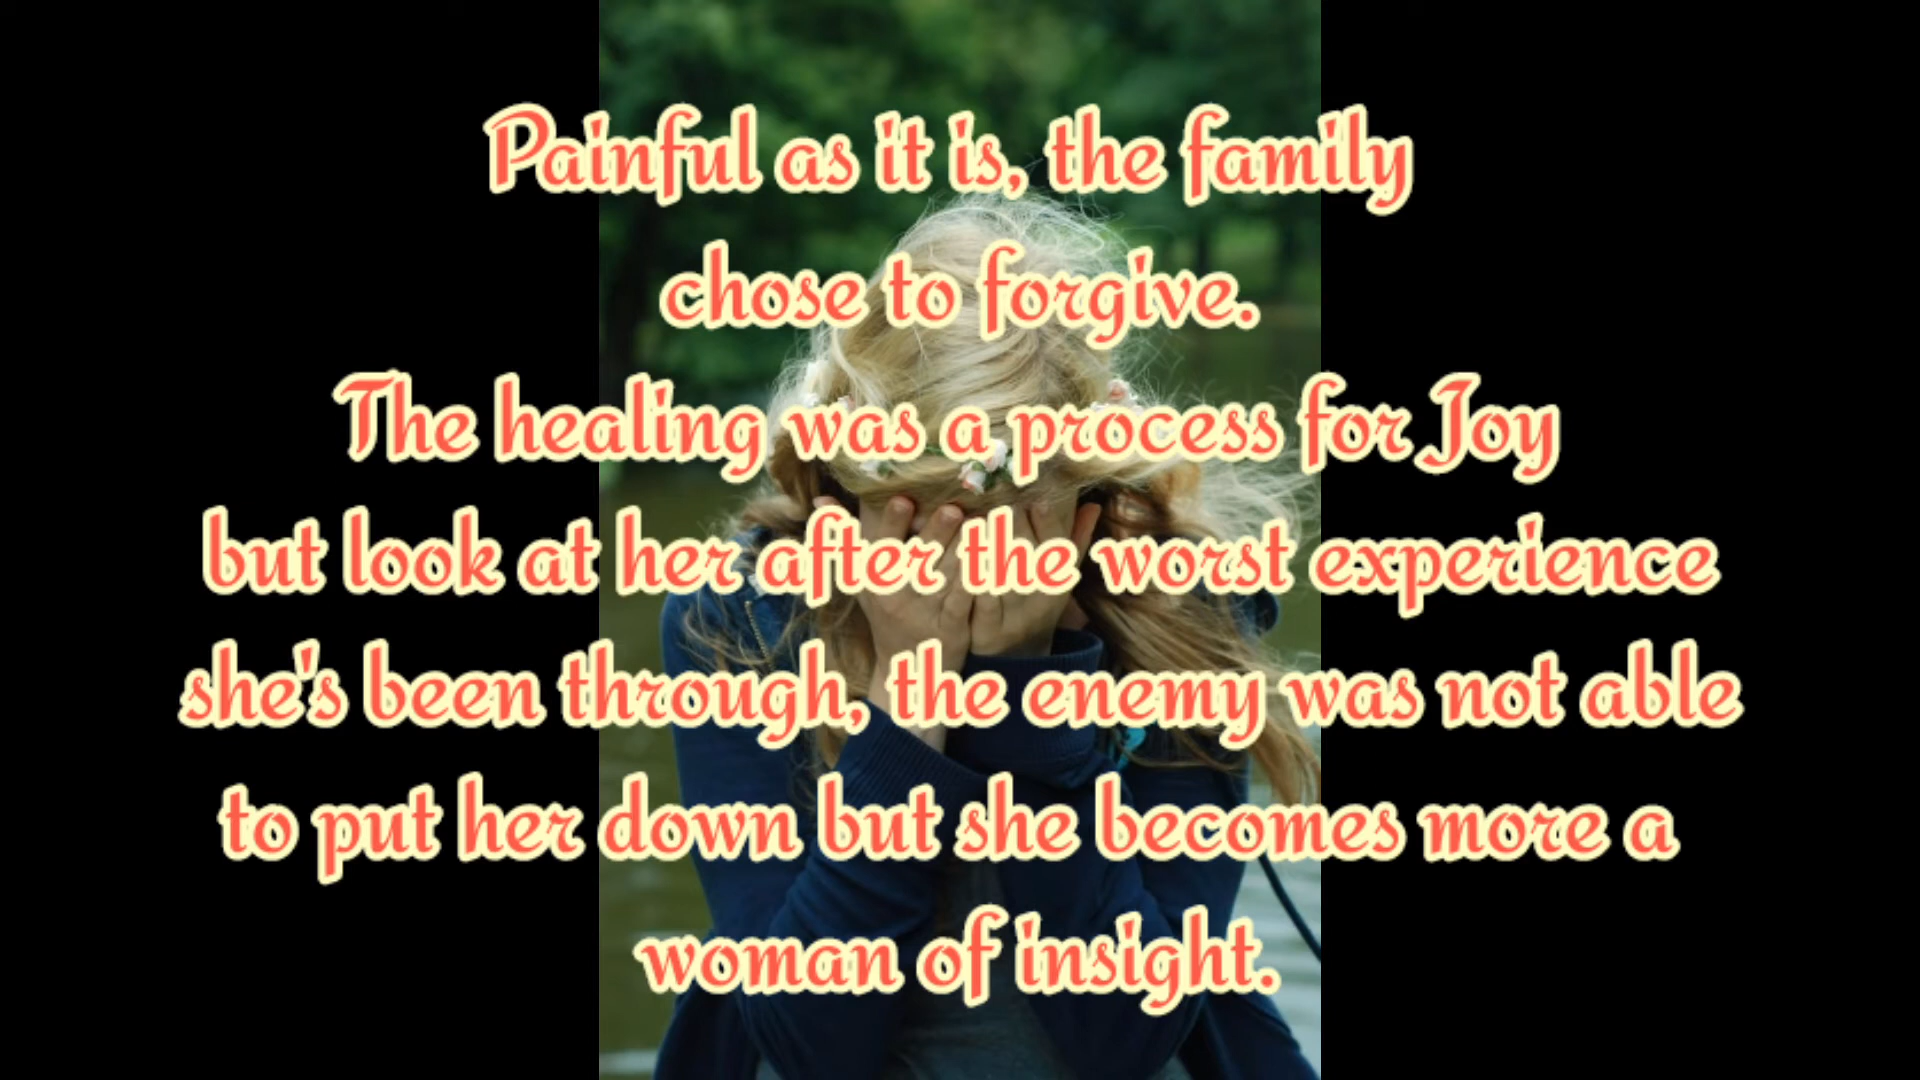 Painful as it is, the family
chose to forgive.
The healing was a process for Joy
but look at her after the worst experience
she's been through, the enemy was not able
to put her down but she becomes more a
woman of insight.